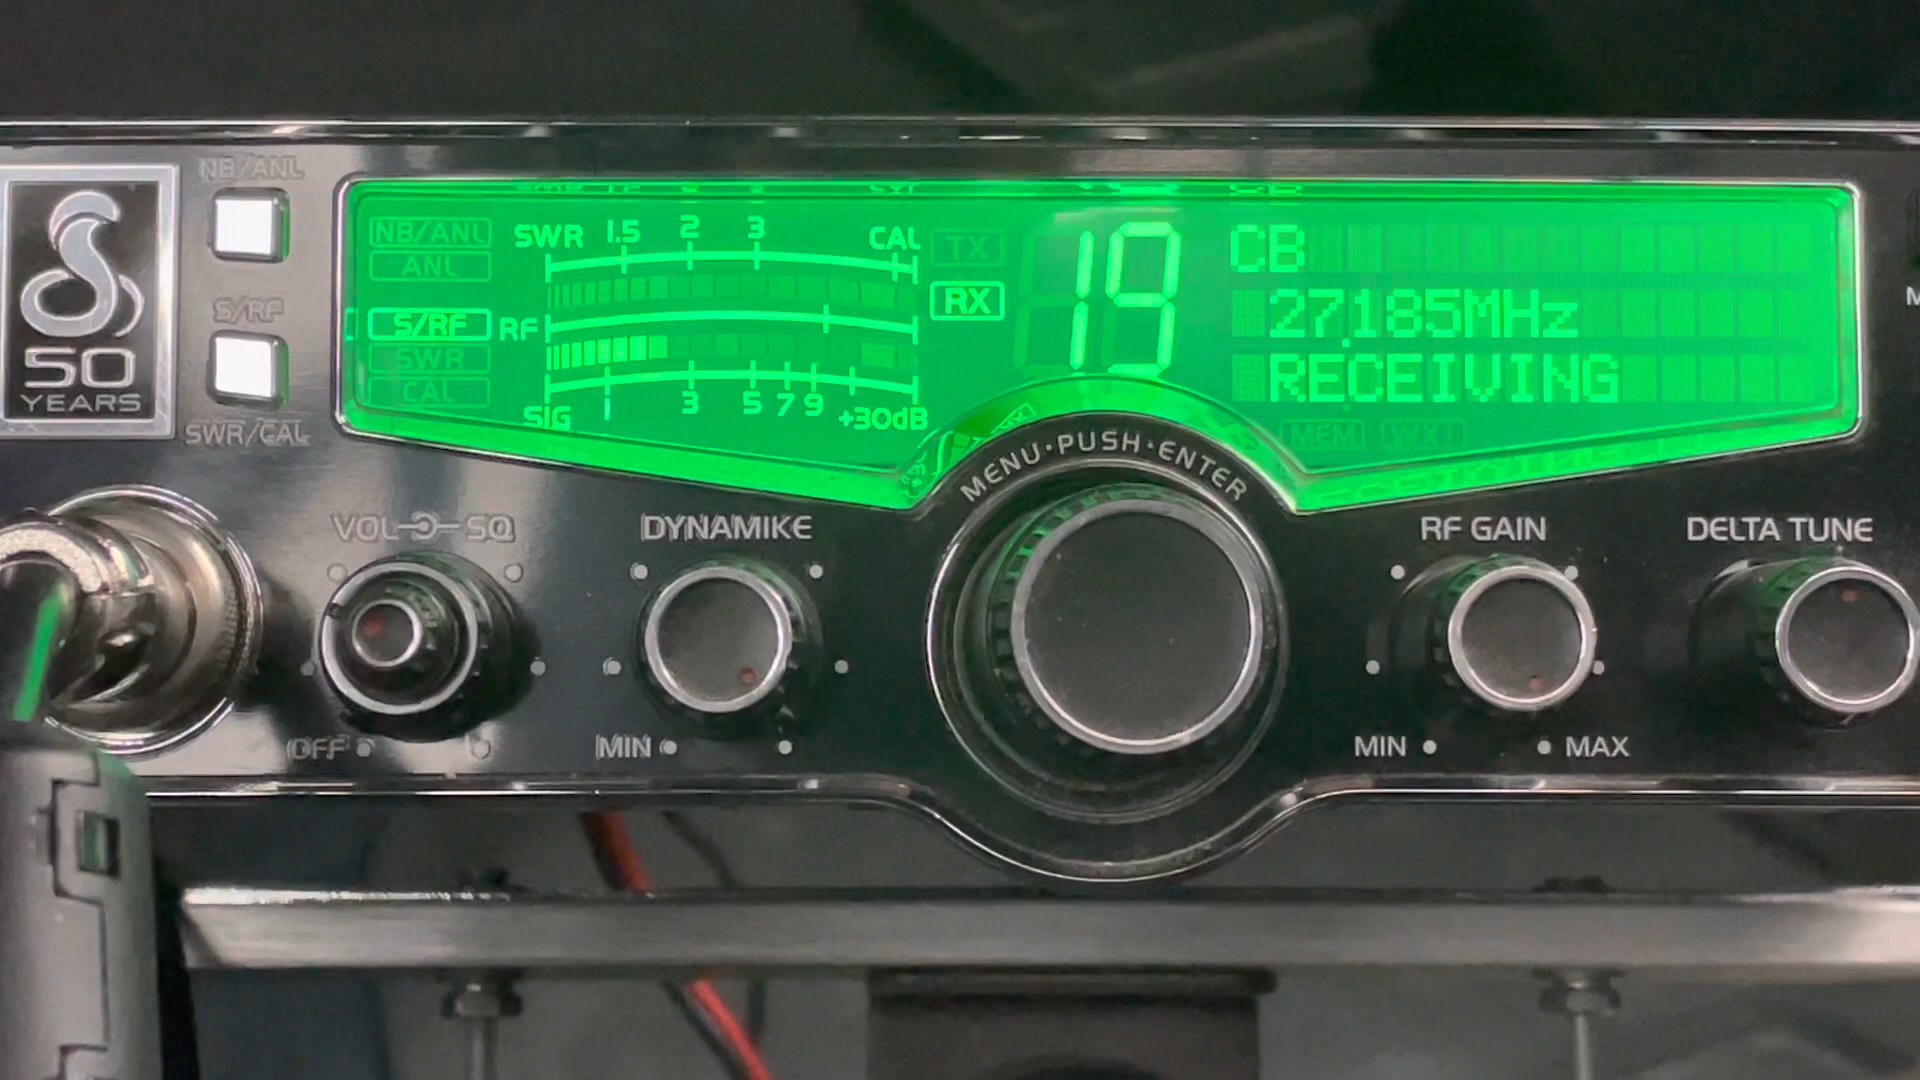 NB/ANL
S/RF
SWR/CAL
50
YEARS
NB/ANL
ANL
S/RF
SWR
CAL
SWR 1.5 2 3 CAL
RF
SIG 1 3 5 7 9 +30dB
TX
RX
19
CB
27.185MHz
RECEIVING
MEM WX1
MENU•PUSH•ENTER
VOL SQ
DYNAMIKE
RF GAIN
DELTA TUNE
OFF
MIN
MIN
MAX